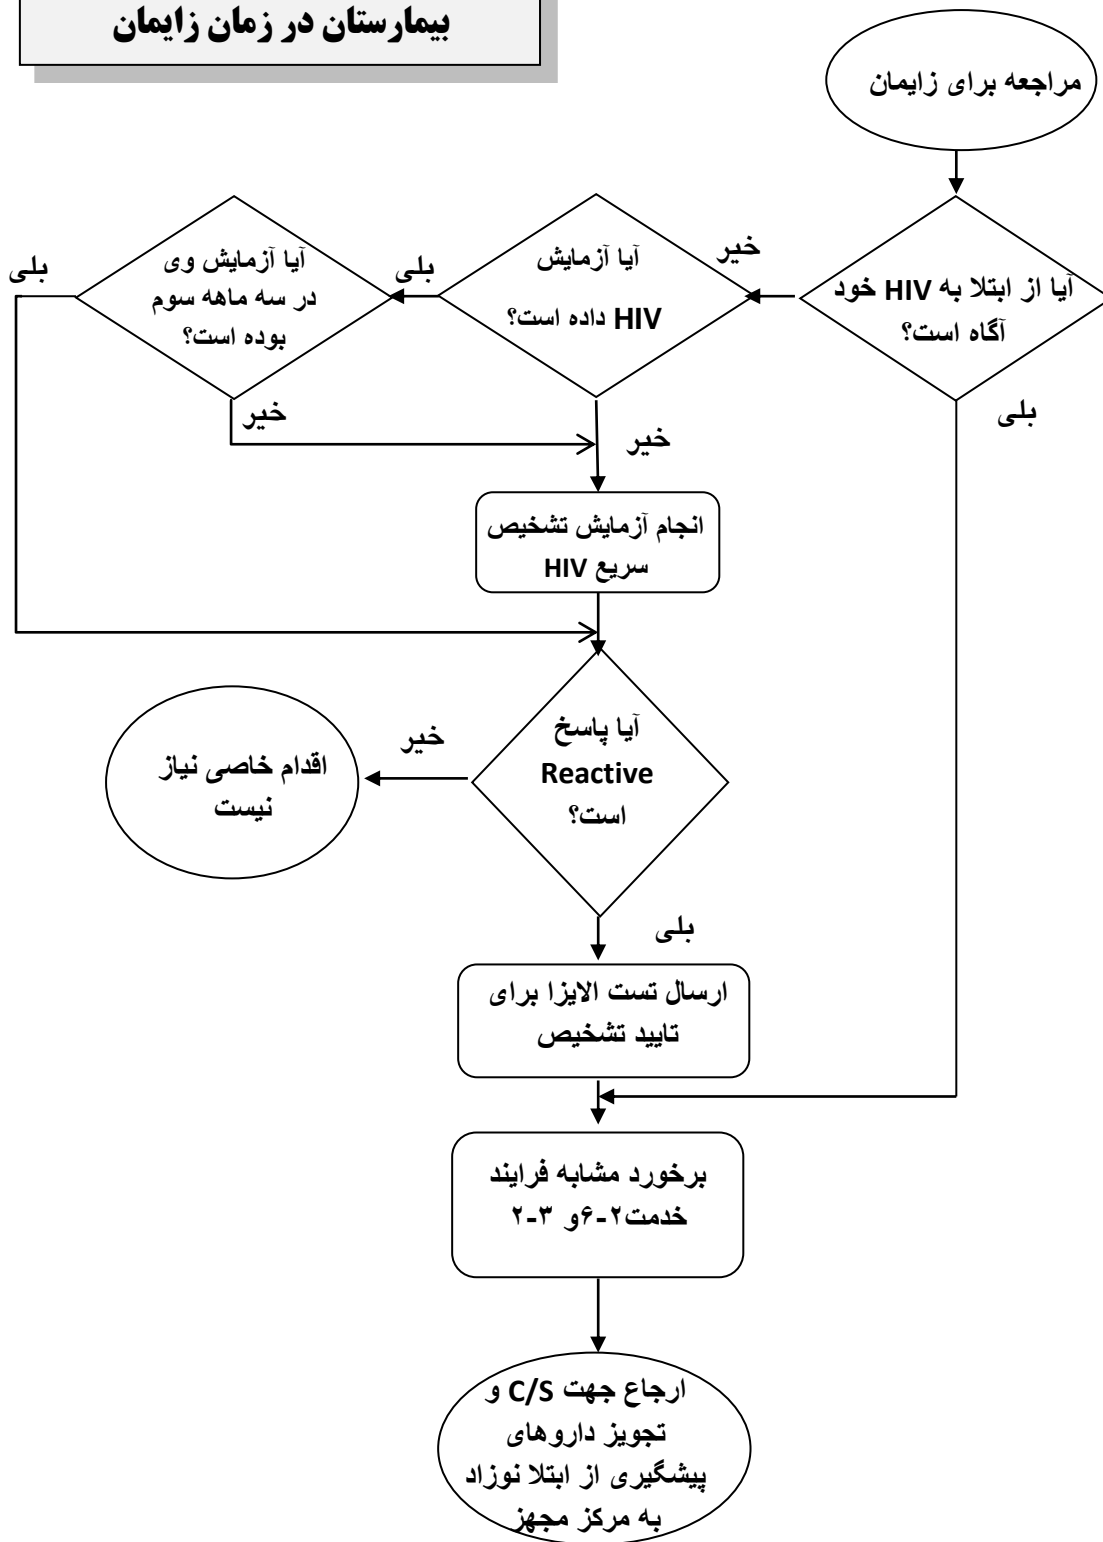 بیمارستان در زمان زایمان
مراجعه برای زایمان
آیا از ابتلا به HIV خود
آگاه است؟
خیر
بلی
آیا آزمایش
HIV داده است؟
بلی
خیر
آیا آزمایش وی
در سه ماهه سوم
بوده است؟
بلی
خیر
انجام آزمایش تشخیص
سریع HIV
آیا پاسخ
Reactive
است؟
خیر
اقدام خاصی نیاز
نیست
بلی
ارسال تست الایزا برای
تایید تشخیص
برخورد مشابه فرایند
خدمت۲-۶و ۳-۲
ارجاع جهت C/S و
تجویز داروهای
پیشگیری از ابتلا نوزاد
به مرکز مجهز